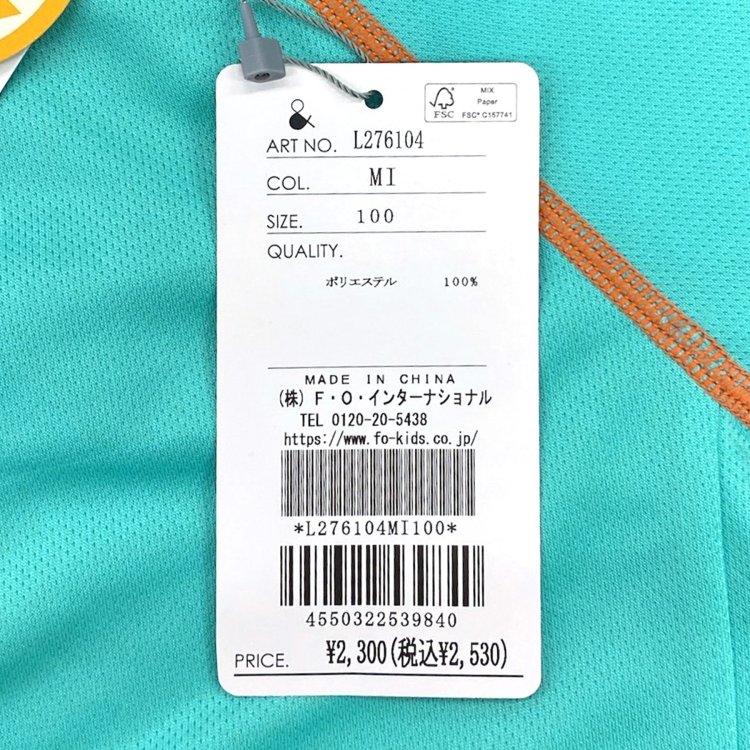 MIX
Paper
FSC
FSC® C157741
&
ART NO. L276104
COL. MI
SIZE. 100
QUALITY.
ポリエステル 100%
MADE IN CHINA
(株) F・O・インターナショナル
TEL 0120-20-5438
https://www.fo-kids.co.jp/
*L276104MI100*
4550322539840
PRICE. ¥2,300(税込¥2,530)